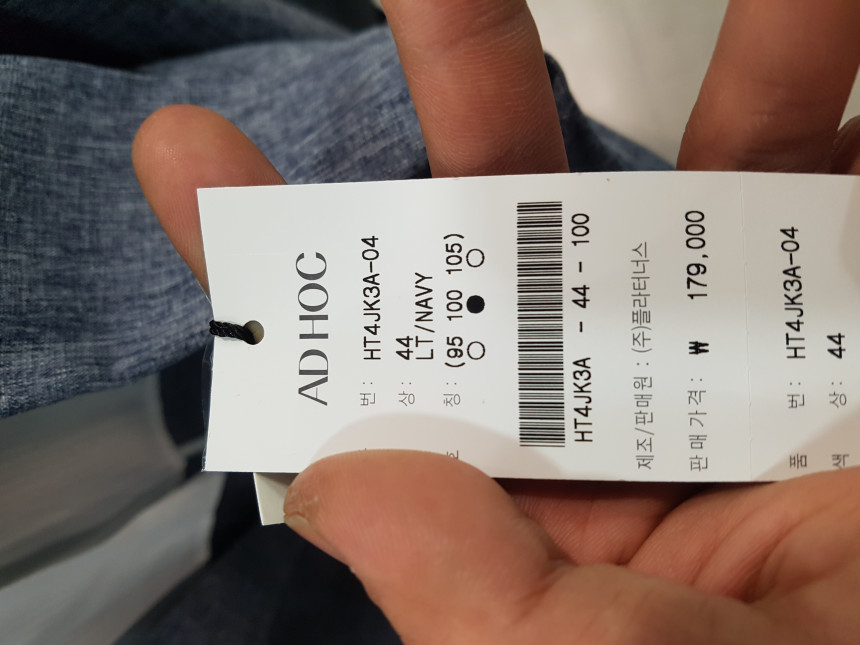 AD HOC
번 : HT4JK3A-04
상 : 44
LT/NAVY
칭 : (95 100 105)
HT4JK3A - 44 - 100
제조/판매원 : (주)플라터너스
판매가격 : ₩ 179,000
품 번 : HT4JK3A-04
색 상 : 44